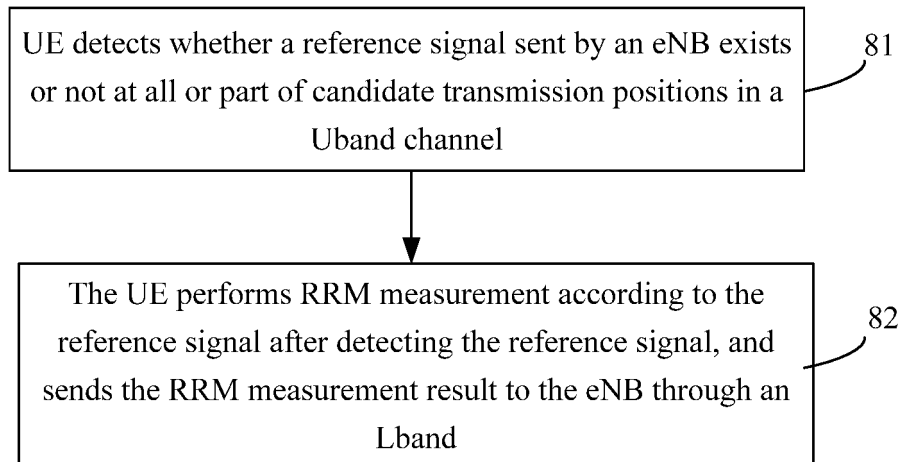 UE detects whether a reference signal sent by an eNB exists
or not at all or part of candidate transmission positions in a
Uband channel
81
The UE performs RRM measurement according to the
reference signal after detecting the reference signal, and
sends the RRM measurement result to the eNB through an
Lband
82